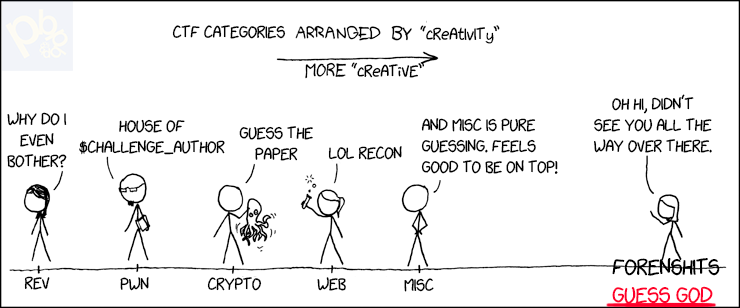 CTF CATEGORIES ARRANGED BY "cReAtIVITy"
MORE "cReATiVE"
WHY DO I
EVEN
BOTHER?
HOUSE OF
$CHALLENGE_AUTHOR
GUESS THE
PAPER
LOL RECON
AND MISC IS PURE
GUESSING. FEELS
GOOD TO BE ON TOP!
OH HI, DIDN'T
SEE YOU ALL THE
WAY OVER THERE.
REV
PWN
CRYPTO
WEB
MISC
FORENSHITS
GUESS GOD